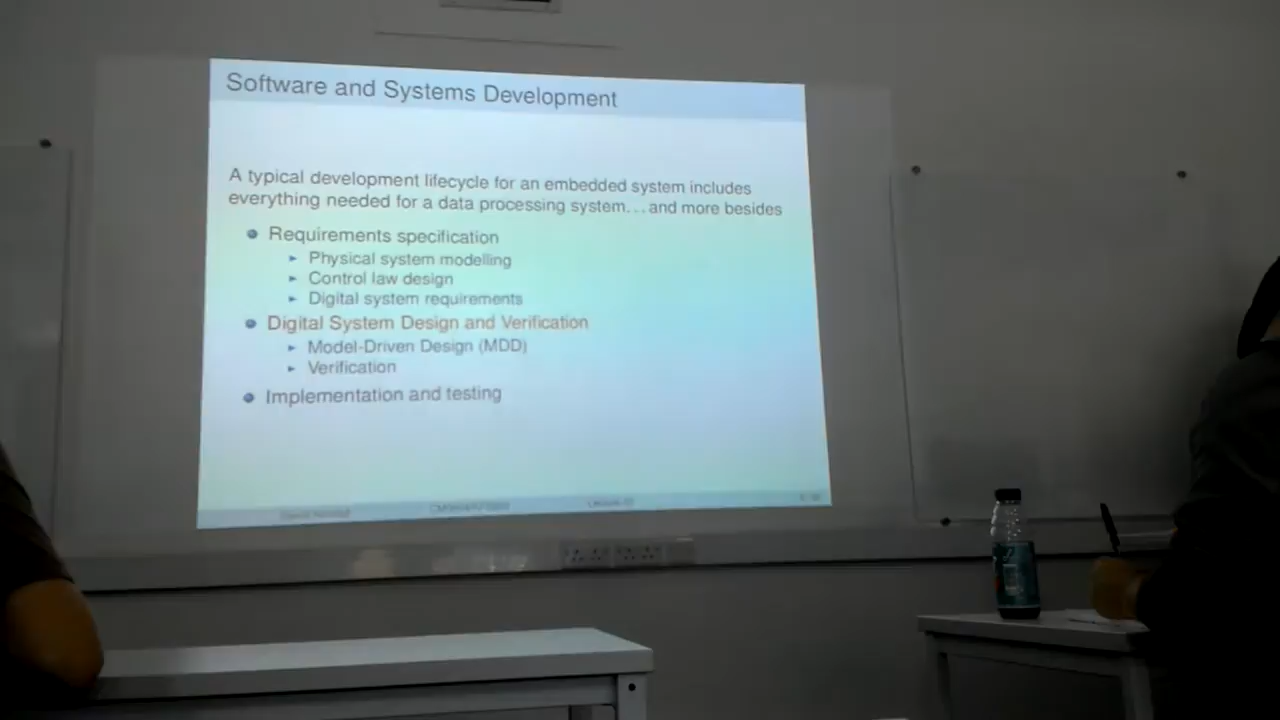 Software and Systems Development
A typical development lifecycle for an embedded system includes
everything needed for a data processing system...and more besides
Requirements specification
Physical system modelling
Control law design
Digital system requirements
Digital System Design and Verification
Model-Driven Design (MDD)
Verification
Implementation and testing